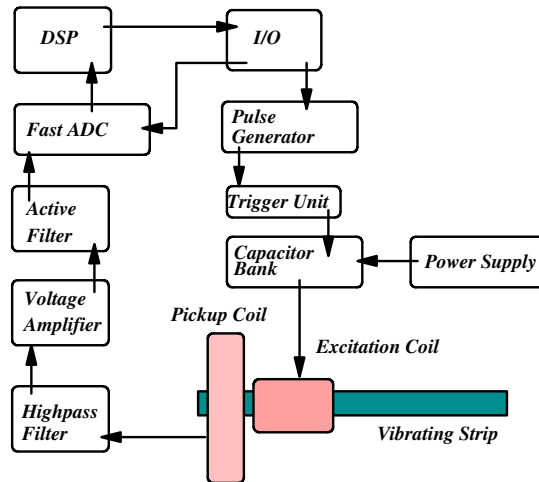 DSP
I/O
Fast ADC
Pulse
Generator
Active
Filter
Trigger Unit
Capacitor
Bank
Power Supply
Voltage
Amplifier
Pickup Coil
Excitation Coil
Highpass
Filter
Vibrating Strip